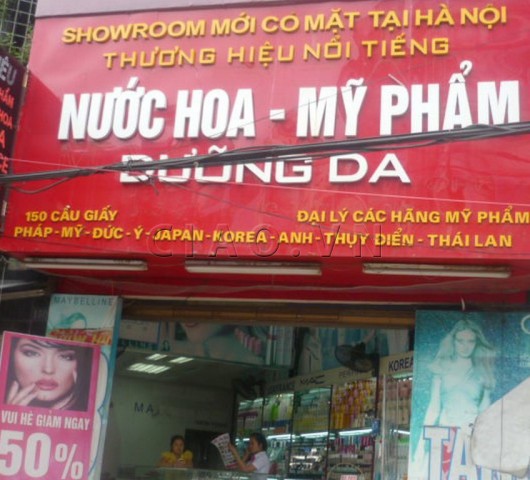 SHOWROOM MỚI CÓ MẶT TẠI HÀ NỘI
THƯƠNG HIỆU NỔI TIẾNG
NƯỚC HOA - MỸ PHẨM
DƯỠNG DA
150 CẦU GIẤY
ĐẠI LÝ CÁC HÃNG MỸ PHẨM
PHÁP - MỸ - ĐỨC - Ý - JAPAN - KOREA - ANH - THỤY ĐIỂN - THÁI LAN
GIAO.VN
MAYBELLINE
VUI HÈ GIẢM NGAY
50%
KOREA